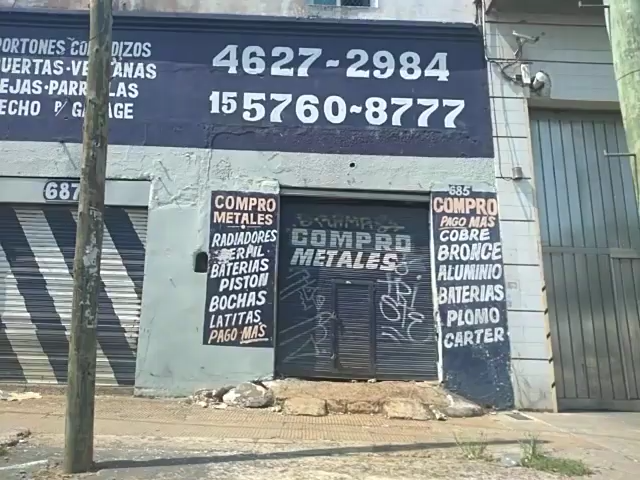 PORTONES CORREDIZOS
PUERTAS-VENTANAS
REJAS-PARRILLAS
TECHO P/ GARAGE
4627-2984
15 5760-8777
687
COMPRO
METALES
RADIADORES
PERFIL
BATERIAS
PISTON
BOCHAS
LATITAS
PAGO MAS
COMPRO
METALES
685
COMPRO
PAGO MAS
COBRE
BRONCE
ALUMINIO
BATERIAS
PLOMO
CARTER